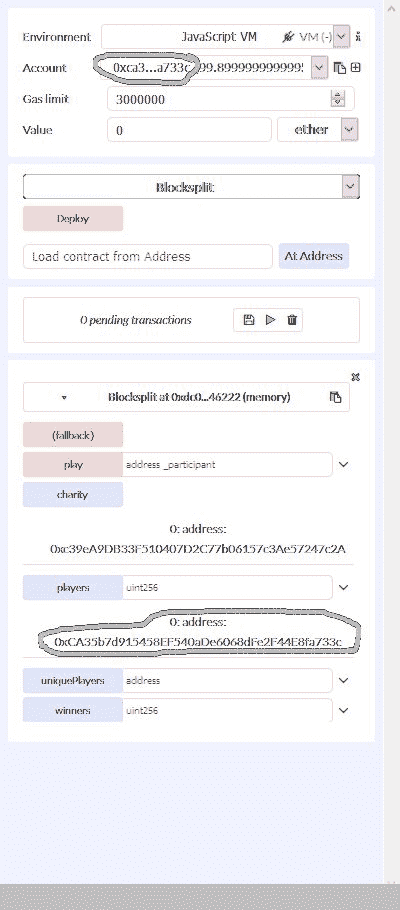 Environment JavaScript VM VM (-)
Account 0xca3...a733c 99.899999999999
Gas limit 3000000
Value 0 ether
Blocksplit
Deploy
Load contract from Address At Address
0 pending transactions
Blocksplit at 0xdc0...46222 (memory)
(fallback)
play address _participant
charity
0: address:
0xc39eA9DB33F510407D2C77b06157c3Ae57247c2A
players uint256
0: address:
0xCA35b7d915458EF540aDe6068dFe2F44E8fa733c
uniquePlayers address
winners uint256